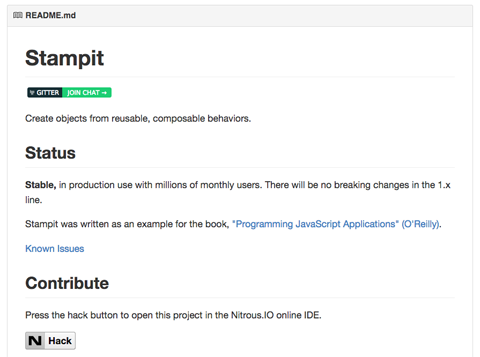 README.md
Stampit
GITTER JOIN CHAT →
Create objects from reusable, composable behaviors.
Status
Stable, in production use with millions of monthly users. There will be no breaking changes in the 1.x
line.
Stampit was written as an example for the book, "Programming JavaScript Applications" (O'Reilly).
Known Issues
Contribute
Press the hack button to open this project in the Nitrous.IO online IDE.
N Hack